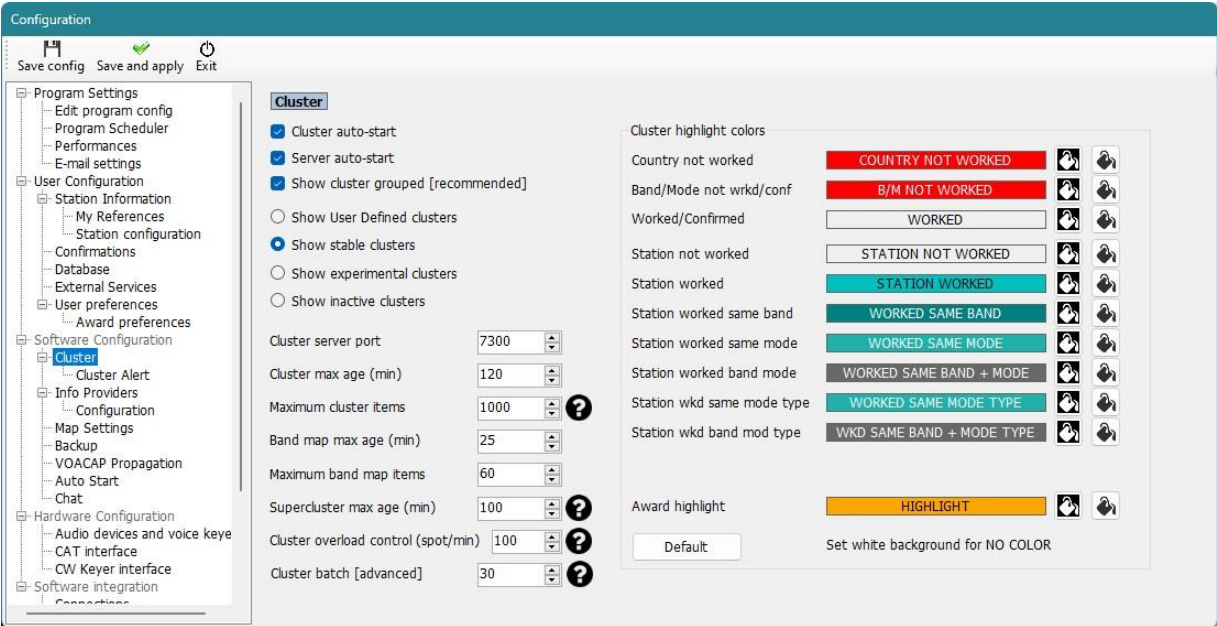 Configuration
Save config Save and apply Exit
Program Settings
Edit program config
Program Scheduler
Performances
E-mail settings
User Configuration
Station Information
My References
Station configuration
Confirmations
Database
External Services
User preferences
Award preferences
Software Configuration
Cluster
Cluster Alert
Info Providers
Configuration
Map Settings
Backup
VOACAP Propagation
Auto Start
Chat
Hardware Configuration
Audio devices and voice keye
CAT interface
CW Keyer interface
Software integration
Connections
Cluster
Cluster auto-start
Server auto-start
Show cluster grouped [recommended]
Show User Defined clusters
Show stable clusters
Show experimental clusters
Show inactive clusters
Cluster server port 7300
Cluster max age (min) 120
Maximum cluster items 1000 ?
Band map max age (min) 25
Maximum band map items 60
Supercluster max age (min) 100 ?
Cluster overload control (spot/min) 100 ?
Cluster batch [advanced] 30 ?
Cluster highlight colors
Country not worked COUNTRY NOT WORKED
Band/Mode not wrkd/conf B/M NOT WORKED
Worked/Confirmed WORKED
Station not worked STATION NOT WORKED
Station worked STATION WORKED
Station worked same band WORKED SAME BAND
Station worked same mode WORKED SAME MODE
Station worked band mode WORKED SAME BAND + MODE
Station wkd same mode type WORKED SAME MODE TYPE
Station wkd band mod type WKD SAME BAND + MODE TYPE
Award highlight HIGHLIGHT
Default Set white background for NO COLOR